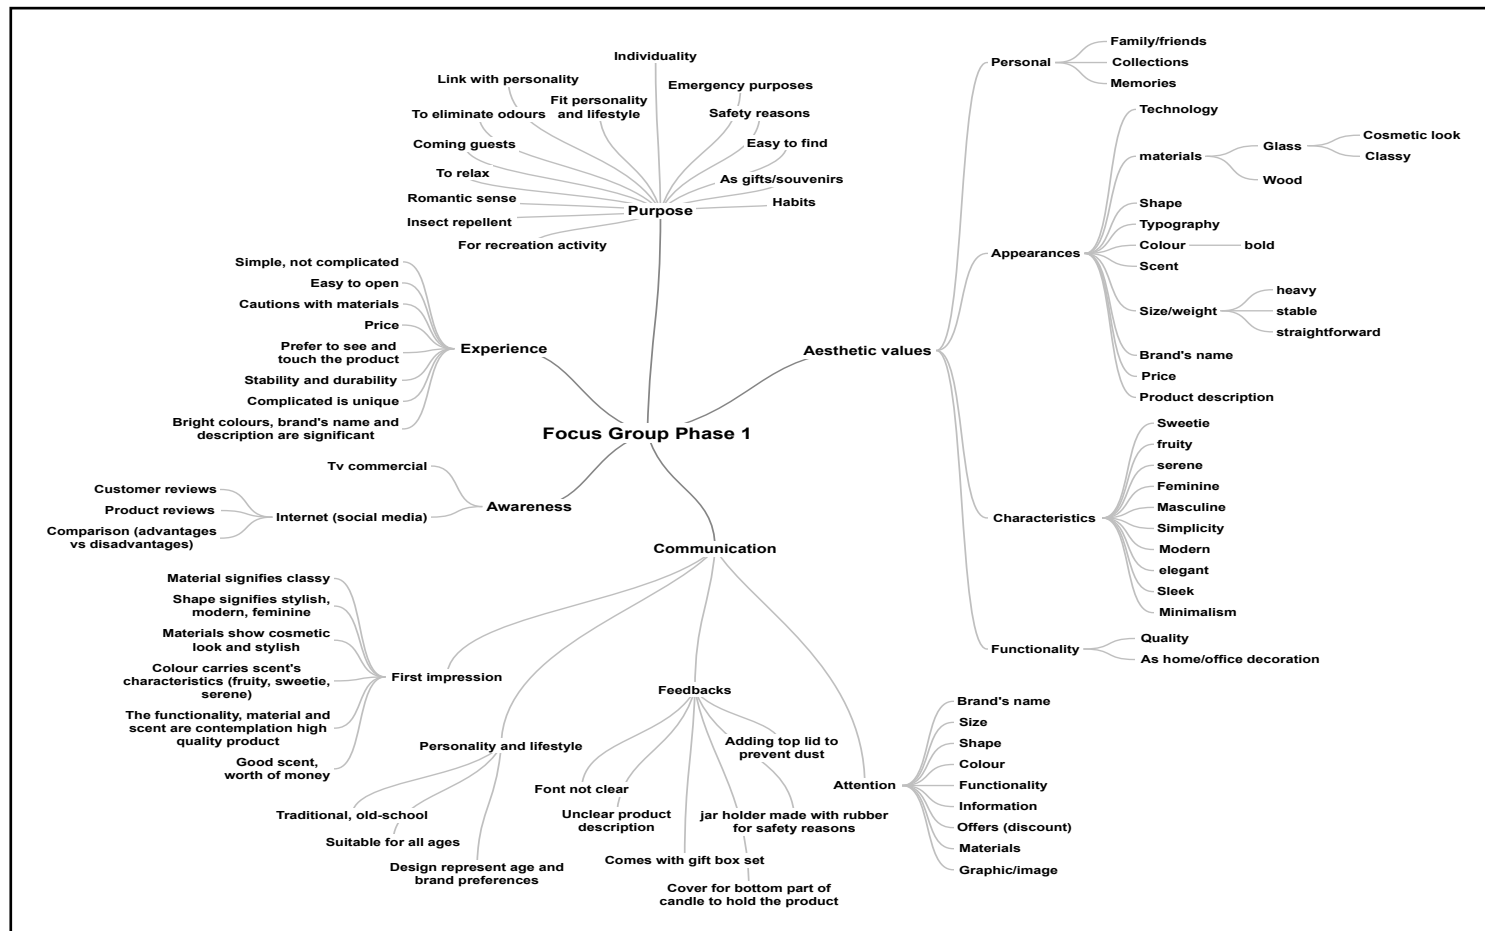 Focus Group Phase 1
Purpose
Individuality
Link with personality
Fit personality
and lifestyle
Emergency purposes
To eliminate odours
Safety reasons
Coming guests
Easy to find
To relax
As gifts/souvenirs
Romantic sense
Habits
Insect repellent
For recreation activity
Experience
Simple, not complicated
Easy to open
Cautions with materials
Price
Prefer to see and
touch the product
Stability and durability
Complicated is unique
Bright colours, brand's name and
description are significant
Awareness
Tv commercial
Internet (social media)
Customer reviews
Product reviews
Comparison (advantages
vs disadvantages)
Communication
First impression
Material signifies classy
Shape signifies stylish,
modern, feminine
Materials show cosmetic
look and stylish
Colour carries scent's
characteristics (fruity, sweetie,
serene)
The functionality, material and
scent are contemplation high
quality product
Good scent,
worth of money
Personality and lifestyle
Traditional, old-school
Suitable for all ages
Design represent age and
brand preferences
Feedbacks
Font not clear
Unclear product
description
Comes with gift box set
Cover for bottom part of
candle to hold the product
jar holder made with rubber
for safety reasons
Adding top lid to
prevent dust
Attention
Brand's name
Size
Shape
Colour
Functionality
Information
Offers (discount)
Materials
Graphic/image
Aesthetic values
Personal
Family/friends
Collections
Memories
Appearances
Technology
materials
Glass
Cosmetic look
Classy
Wood
Shape
Typography
Colour
bold
Scent
Size/weight
heavy
stable
straightforward
Brand's name
Price
Product description
Characteristics
Sweetie
fruity
serene
Feminine
Masculine
Simplicity
Modern
elegant
Sleek
Minimalism
Functionality
Quality
As home/office decoration